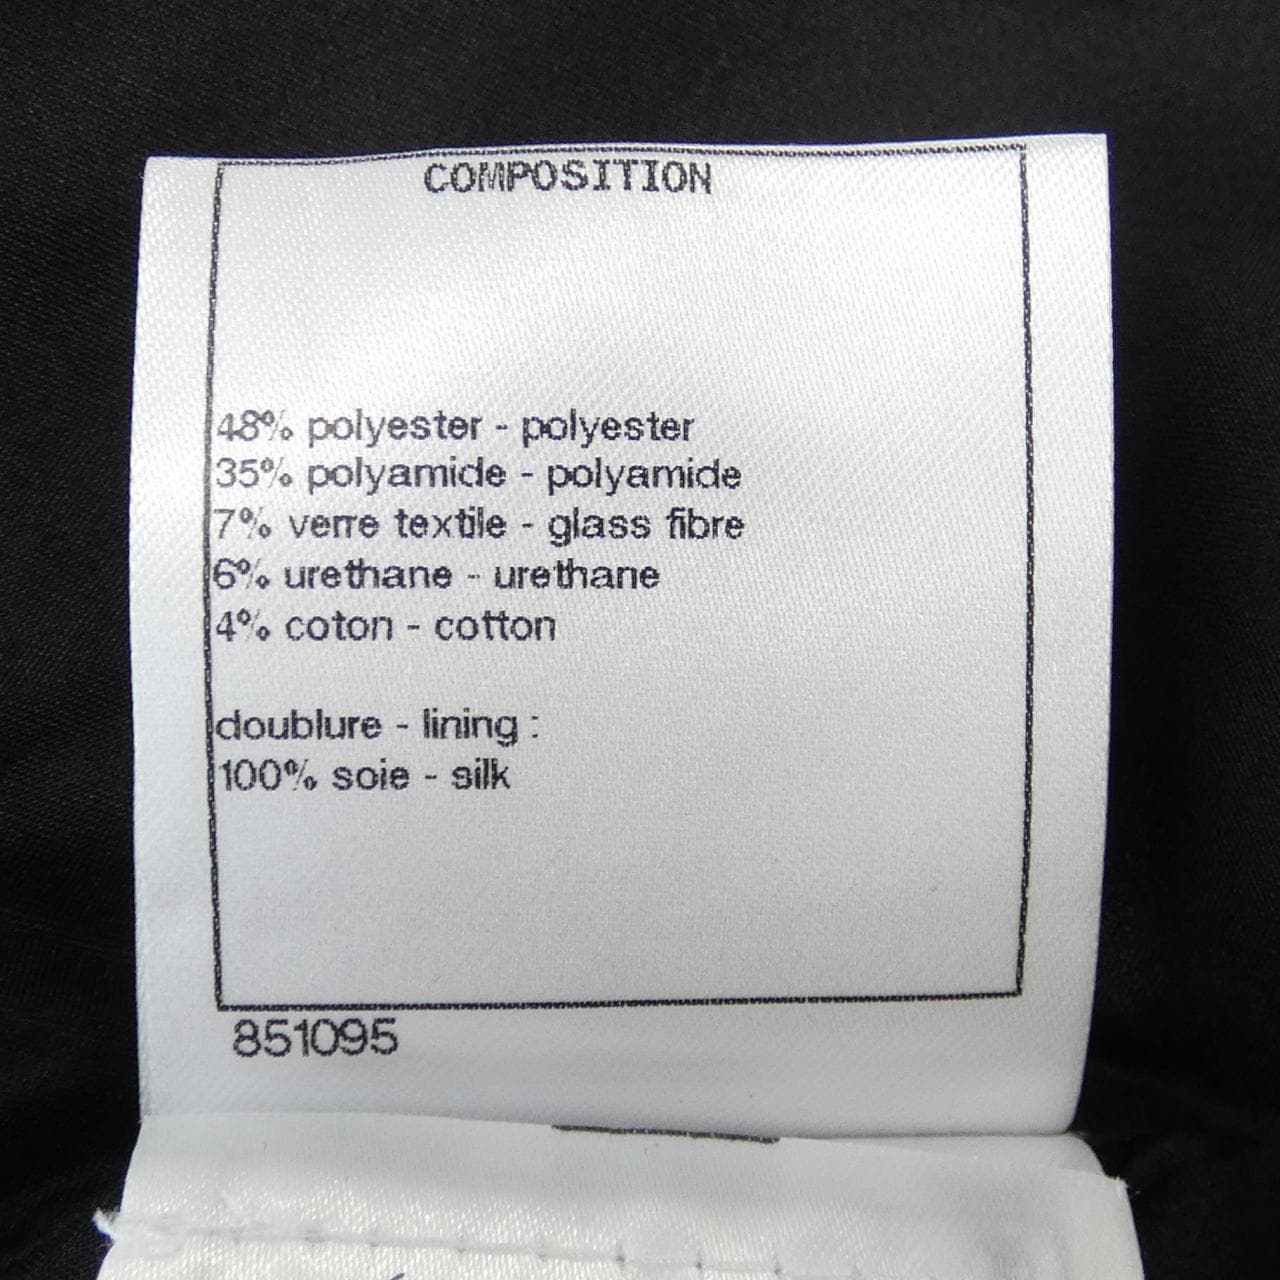 COMPOSITION
48% polyester - polyester
35% polyamide - polyamide
7% verre textile - glass fibre
6% urethane - urethane
4% coton - cotton
doublure - lining :
100% soie - silk
851095